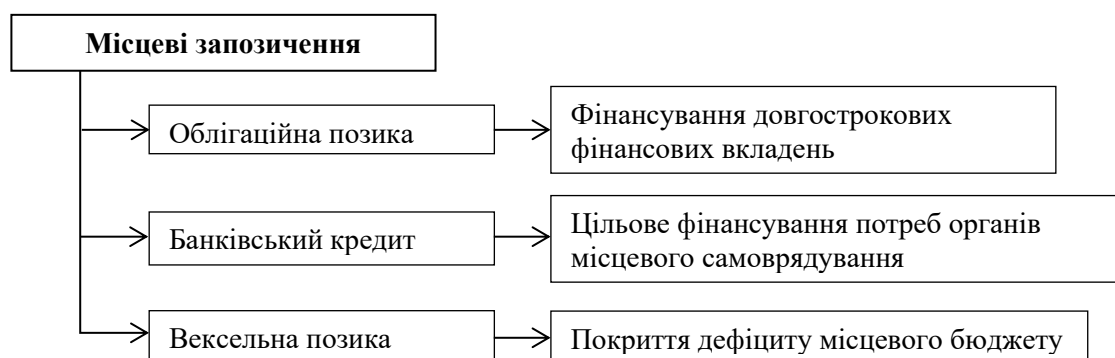 Місцеві запозичення
Облігаційна позика
Фінансування довгострокових
фінансових вкладень
Банківський кредит
Цільове фінансування потреб органів
місцевого самоврядування
Вексельна позика
Покриття дефіциту місцевого бюджету